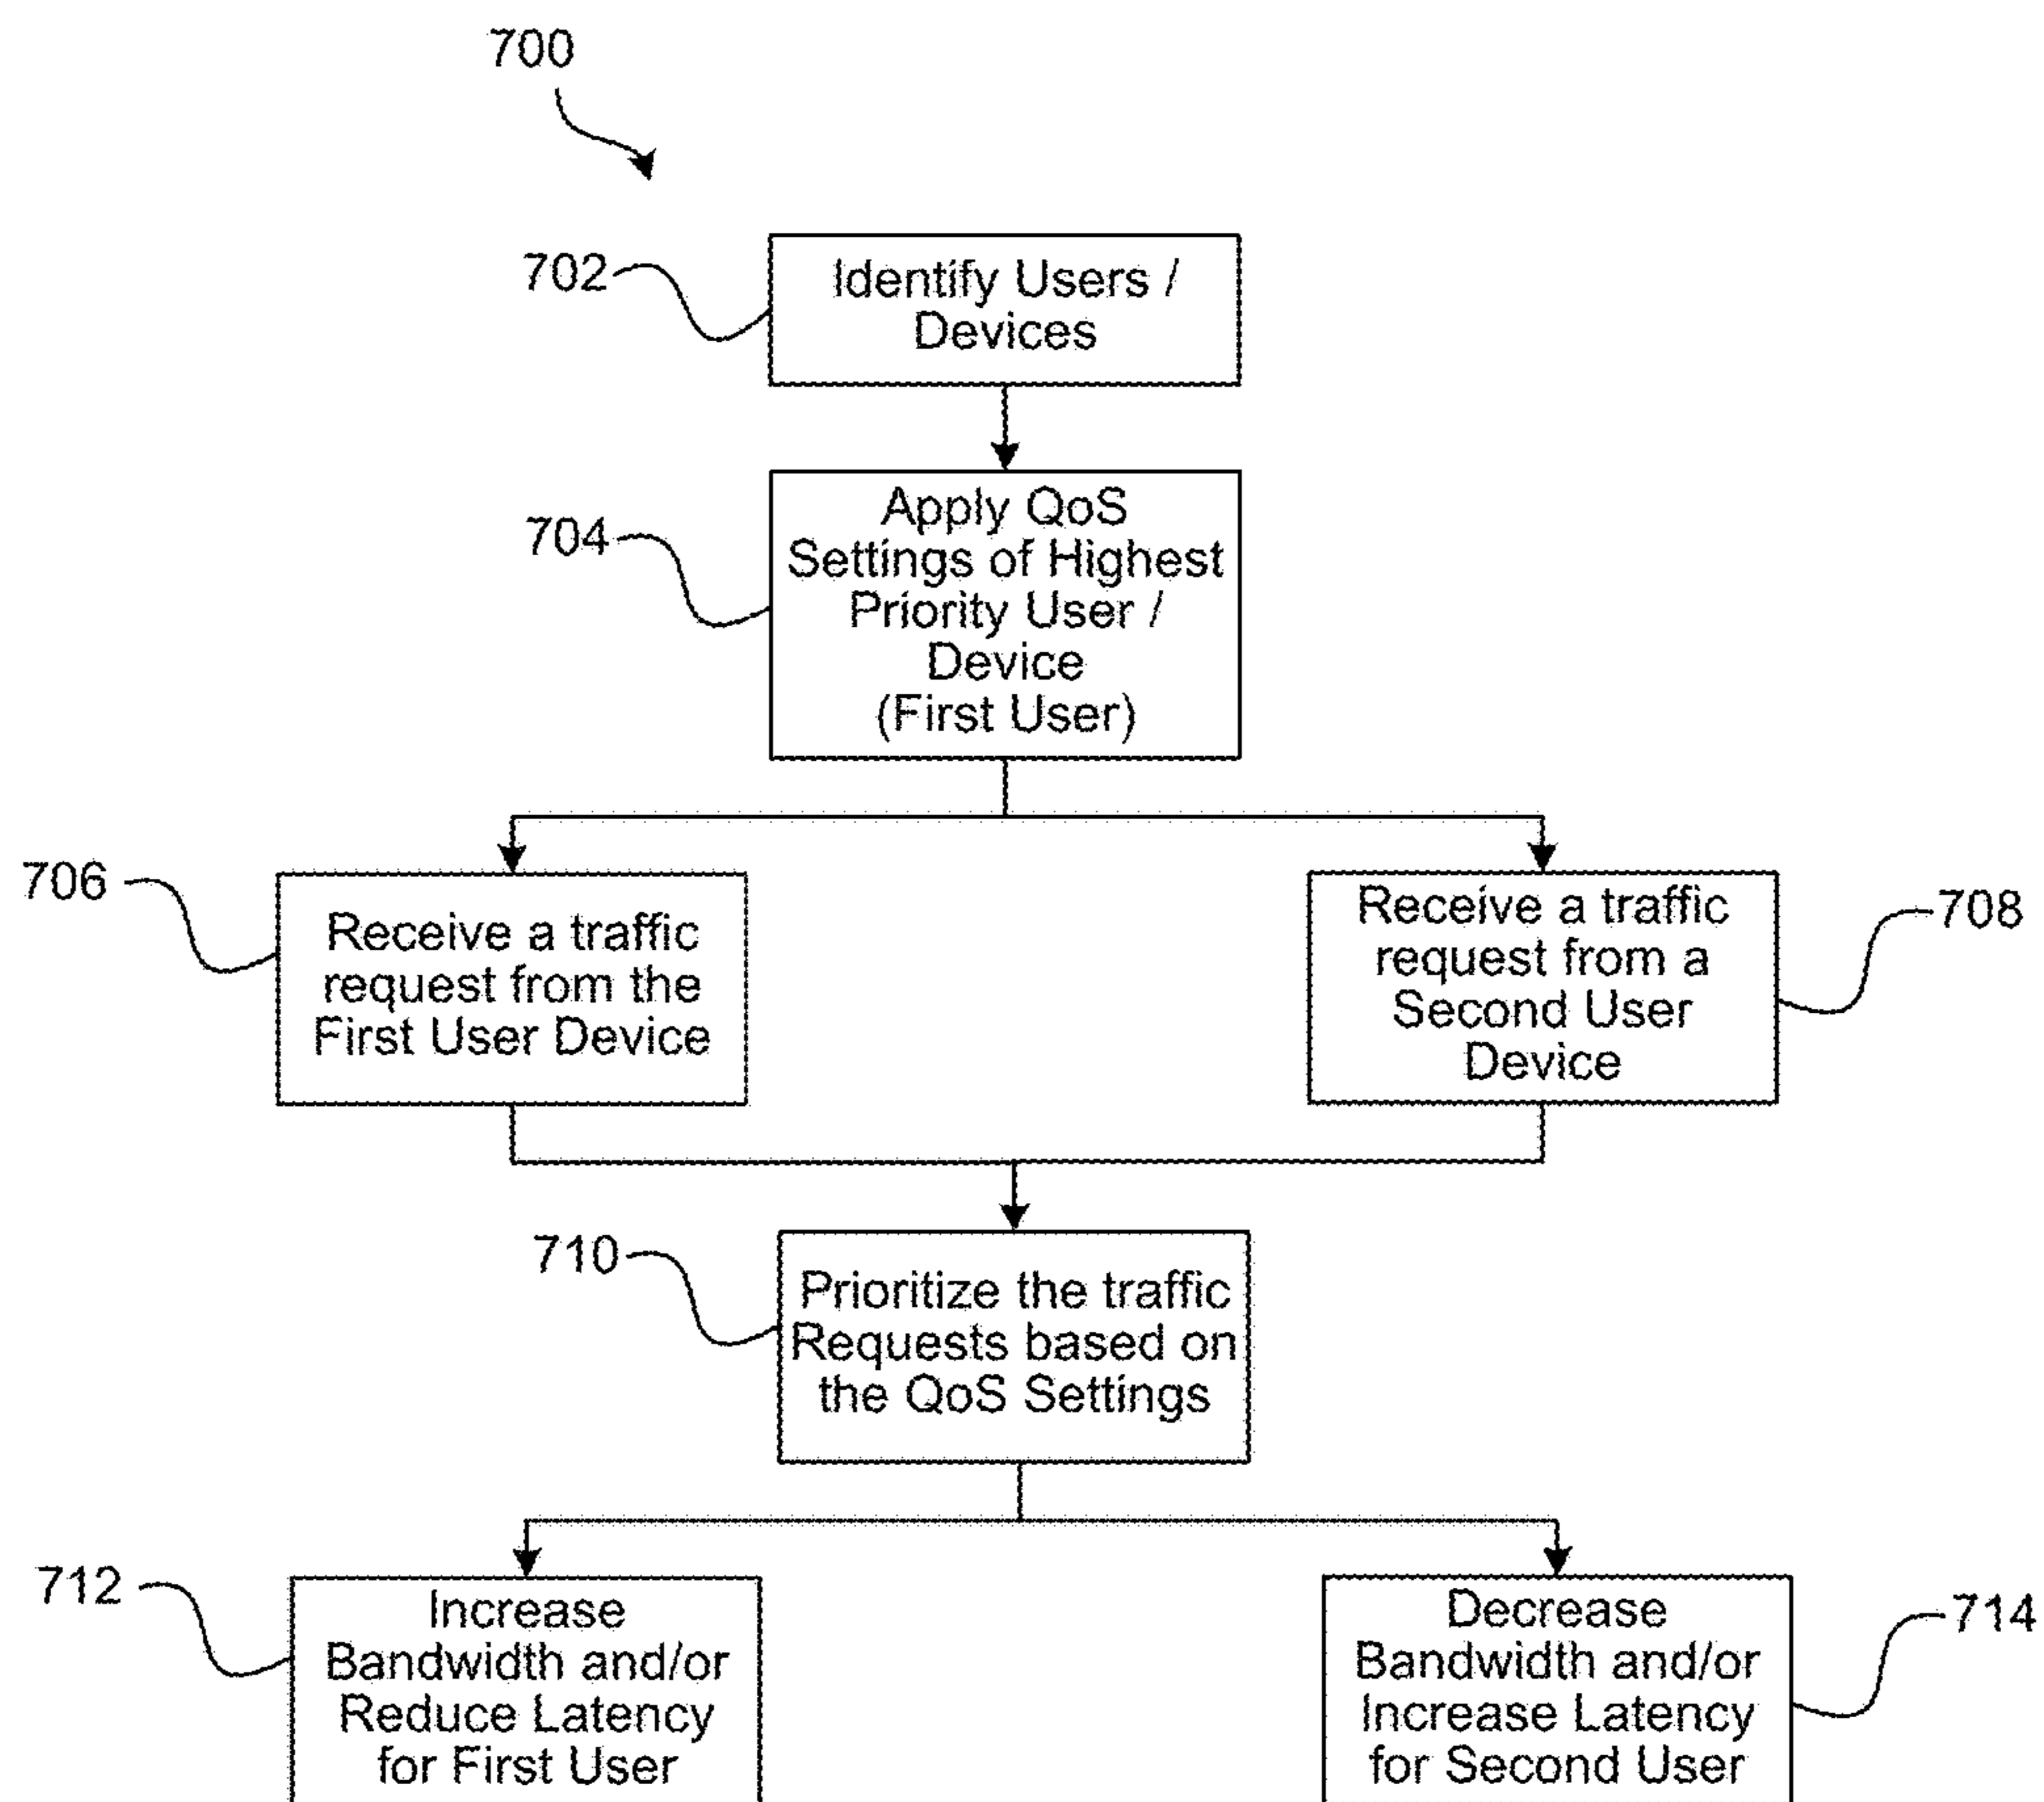 700
702
Identify Users /
Devices
704
Apply QoS
Settings of Highest
Priority User /
Device
(First User)
706
Receive a traffic
request from the
First User Device
Receive a traffic
request from a
Second User
Device
708
710
Prioritize the traffic
Requests based on
the QoS Settings
712
Increase
Bandwidth and/or
Reduce Latency
for First User
Decrease
Bandwidth and/or
Increase Latency
for Second User
714